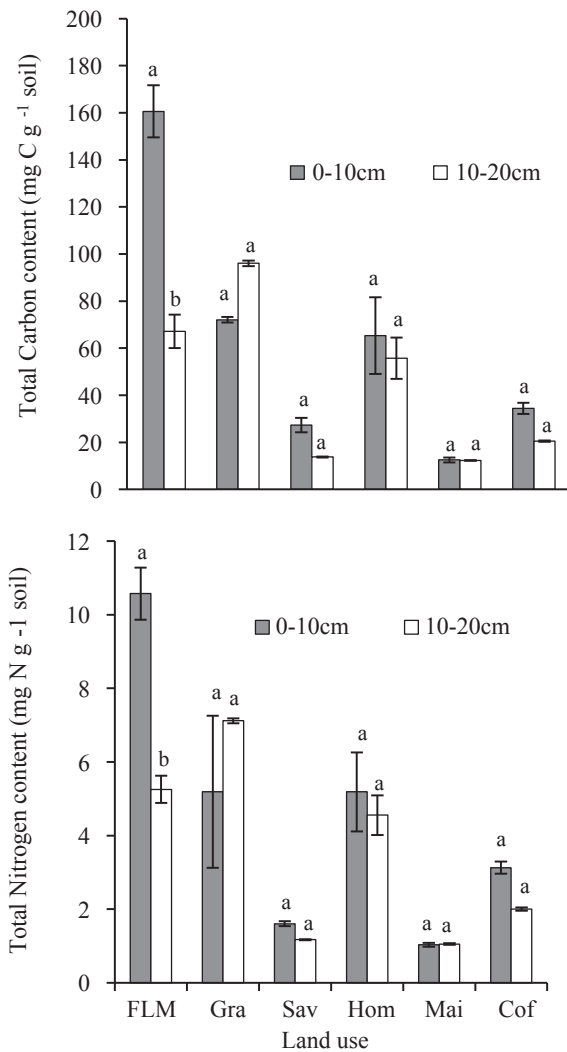 Total Carbon content (mg C g -1 soil)
200
180
160
140
120
100
80
60
40
20
0
0-10cm 10-20cm
a
b
a
a
a
a
a
a
a
a
a
a
Total Nitrogen content (mg N g -1 soil)
12
10
8
6
4
2
0
0-10cm 10-20cm
a
b
a
a
a
a
a
a
a
a
a
a
FLM Gra Sav Hom Mai Cof
Land use